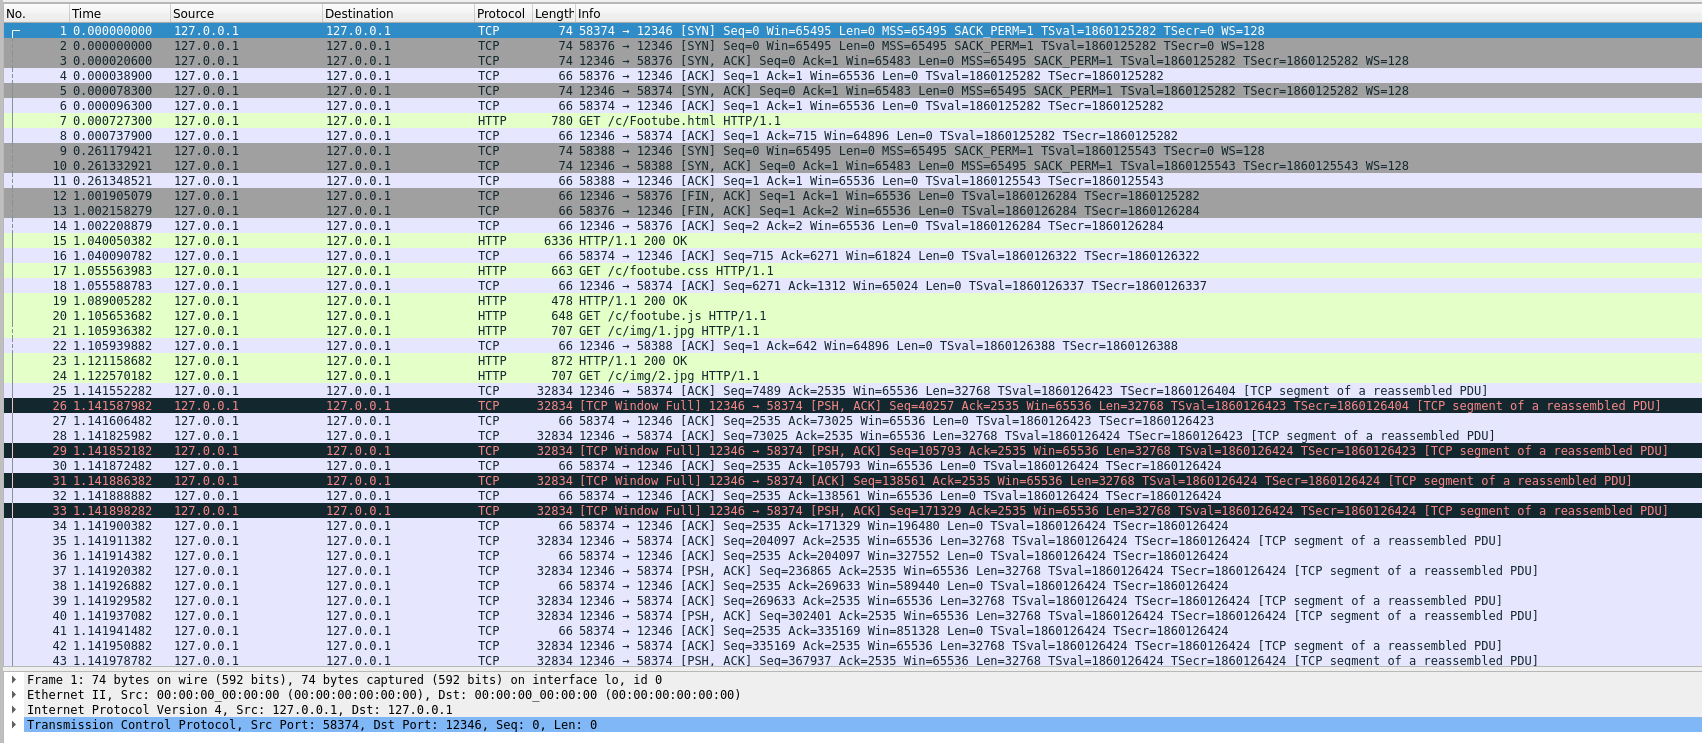 No. Time Source Destination Protocol Length Info
1 0.000000000 127.0.0.1 127.0.0.1 TCP 74 58374 → 12346 [SYN] Seq=0 Win=65495 Len=0 MSS=65495 SACK_PERM=1 TSval=1860125282 TSecr=0 WS=128
2 0.000000000 127.0.0.1 127.0.0.1 TCP 74 58376 → 12346 [SYN] Seq=0 Win=65495 Len=0 MSS=65495 SACK_PERM=1 TSval=1860125282 TSecr=0 WS=128
3 0.000020600 127.0.0.1 127.0.0.1 TCP 74 12346 → 58376 [SYN, ACK] Seq=0 Ack=1 Win=65483 Len=0 MSS=65495 SACK_PERM=1 TSval=1860125282 TSecr=1860125282 WS=128
4 0.000038900 127.0.0.1 127.0.0.1 TCP 66 58376 → 12346 [ACK] Seq=1 Ack=1 Win=65536 Len=0 TSval=1860125282 TSecr=1860125282
5 0.000078300 127.0.0.1 127.0.0.1 TCP 74 12346 → 58374 [SYN, ACK] Seq=0 Ack=1 Win=65483 Len=0 MSS=65495 SACK_PERM=1 TSval=1860125282 TSecr=1860125282 WS=128
6 0.000096300 127.0.0.1 127.0.0.1 TCP 66 58374 → 12346 [ACK] Seq=1 Ack=1 Win=65536 Len=0 TSval=1860125282 TSecr=1860125282
7 0.000727300 127.0.0.1 127.0.0.1 HTTP 780 GET /c/Footube.html HTTP/1.1
8 0.000737900 127.0.0.1 127.0.0.1 TCP 66 12346 → 58374 [ACK] Seq=1 Ack=715 Win=64896 Len=0 TSval=1860125282 TSecr=1860125282
9 0.261179421 127.0.0.1 127.0.0.1 TCP 74 58388 → 12346 [SYN] Seq=0 Win=65495 Len=0 MSS=65495 SACK_PERM=1 TSval=1860125543 TSecr=0 WS=128
10 0.261332921 127.0.0.1 127.0.0.1 TCP 74 12346 → 58388 [SYN, ACK] Seq=0 Ack=1 Win=65483 Len=0 MSS=65495 SACK_PERM=1 TSval=1860125543 TSecr=1860125543 WS=128
11 0.261348521 127.0.0.1 127.0.0.1 TCP 66 58388 → 12346 [ACK] Seq=1 Ack=1 Win=65536 Len=0 TSval=1860125543 TSecr=1860125543
12 1.001905079 127.0.0.1 127.0.0.1 TCP 66 12346 → 58376 [FIN, ACK] Seq=1 Ack=1 Win=65536 Len=0 TSval=1860126284 TSecr=1860125282
13 1.002158279 127.0.0.1 127.0.0.1 TCP 66 58376 → 12346 [FIN, ACK] Seq=1 Ack=2 Win=65536 Len=0 TSval=1860126284 TSecr=1860126284
14 1.002208879 127.0.0.1 127.0.0.1 TCP 66 12346 → 58376 [ACK] Seq=2 Ack=2 Win=65536 Len=0 TSval=1860126284 TSecr=1860126284
15 1.040050382 127.0.0.1 127.0.0.1 HTTP 6336 HTTP/1.1 200 OK
16 1.040090782 127.0.0.1 127.0.0.1 TCP 66 58374 → 12346 [ACK] Seq=715 Ack=6271 Win=61824 Len=0 TSval=1860126322 TSecr=1860126322
17 1.055563983 127.0.0.1 127.0.0.1 HTTP 663 GET /c/footube.css HTTP/1.1
18 1.055588783 127.0.0.1 127.0.0.1 TCP 66 12346 → 58374 [ACK] Seq=6271 Ack=1312 Win=65024 Len=0 TSval=1860126337 TSecr=1860126337
19 1.089005282 127.0.0.1 127.0.0.1 HTTP 478 HTTP/1.1 200 OK
20 1.105653682 127.0.0.1 127.0.0.1 HTTP 648 GET /c/footube.js HTTP/1.1
21 1.105936382 127.0.0.1 127.0.0.1 HTTP 707 GET /c/img/1.jpg HTTP/1.1
22 1.105939882 127.0.0.1 127.0.0.1 TCP 66 12346 → 58388 [ACK] Seq=1 Ack=642 Win=64896 Len=0 TSval=1860126388 TSecr=1860126388
23 1.121158682 127.0.0.1 127.0.0.1 HTTP 872 HTTP/1.1 200 OK
24 1.122570182 127.0.0.1 127.0.0.1 HTTP 707 GET /c/img/2.jpg HTTP/1.1
25 1.141552282 127.0.0.1 127.0.0.1 TCP 32834 12346 → 58374 [ACK] Seq=7489 Ack=2535 Win=65536 Len=32768 TSval=1860126423 TSecr=1860126404 [TCP segment of a reassembled PDU]
26 1.141587982 127.0.0.1 127.0.0.1 TCP 32834 [TCP Window Full] 12346 → 58374 [PSH, ACK] Seq=40257 Ack=2535 Win=65536 Len=32768 TSval=1860126423 TSecr=1860126404 [TCP segment of a reassembled PDU]
27 1.141606482 127.0.0.1 127.0.0.1 TCP 66 58374 → 12346 [ACK] Seq=2535 Ack=73025 Win=65536 Len=0 TSval=1860126423 TSecr=1860126423
28 1.141825982 127.0.0.1 127.0.0.1 TCP 32834 12346 → 58374 [ACK] Seq=73025 Ack=2535 Win=65536 Len=32768 TSval=1860126424 TSecr=1860126423 [TCP segment of a reassembled PDU]
29 1.141852182 127.0.0.1 127.0.0.1 TCP 32834 [TCP Window Full] 12346 → 58374 [PSH, ACK] Seq=105793 Ack=2535 Win=65536 Len=32768 TSval=1860126424 TSecr=1860126423 [TCP segment of a reassembled PDU]
30 1.141872482 127.0.0.1 127.0.0.1 TCP 66 58374 → 12346 [ACK] Seq=2535 Ack=105793 Win=65536 Len=0 TSval=1860126424 TSecr=1860126424
31 1.141886382 127.0.0.1 127.0.0.1 TCP 32834 [TCP Window Full] 12346 → 58374 [ACK] Seq=138561 Ack=2535 Win=65536 Len=32768 TSval=1860126424 TSecr=1860126424 [TCP segment of a reassembled PDU]
32 1.141888882 127.0.0.1 127.0.0.1 TCP 66 58374 → 12346 [ACK] Seq=2535 Ack=138561 Win=65536 Len=0 TSval=1860126424 TSecr=1860126424
33 1.141898282 127.0.0.1 127.0.0.1 TCP 32834 [TCP Window Full] 12346 → 58374 [PSH, ACK] Seq=171329 Ack=2535 Win=65536 Len=32768 TSval=1860126424 TSecr=1860126424 [TCP segment of a reassembled PDU]
34 1.141900382 127.0.0.1 127.0.0.1 TCP 66 58374 → 12346 [ACK] Seq=2535 Ack=171329 Win=196480 Len=0 TSval=1860126424 TSecr=1860126424
35 1.141911382 127.0.0.1 127.0.0.1 TCP 32834 12346 → 58374 [ACK] Seq=204097 Ack=2535 Win=65536 Len=32768 TSval=1860126424 TSecr=1860126424 [TCP segment of a reassembled PDU]
36 1.141914382 127.0.0.1 127.0.0.1 TCP 66 58374 → 12346 [ACK] Seq=2535 Ack=204097 Win=327552 Len=0 TSval=1860126424 TSecr=1860126424
37 1.141920382 127.0.0.1 127.0.0.1 TCP 32834 12346 → 58374 [PSH, ACK] Seq=236865 Ack=2535 Win=65536 Len=32768 TSval=1860126424 TSecr=1860126424 [TCP segment of a reassembled PDU]
38 1.141926882 127.0.0.1 127.0.0.1 TCP 66 58374 → 12346 [ACK] Seq=2535 Ack=269633 Win=589440 Len=0 TSval=1860126424 TSecr=1860126424
39 1.141929582 127.0.0.1 127.0.0.1 TCP 32834 12346 → 58374 [ACK] Seq=269633 Ack=2535 Win=65536 Len=32768 TSval=1860126424 TSecr=1860126424 [TCP segment of a reassembled PDU]
40 1.141937082 127.0.0.1 127.0.0.1 TCP 32834 12346 → 58374 [PSH, ACK] Seq=302401 Ack=2535 Win=65536 Len=32768 TSval=1860126424 TSecr=1860126424 [TCP segment of a reassembled PDU]
41 1.141941482 127.0.0.1 127.0.0.1 TCP 66 58374 → 12346 [ACK] Seq=2535 Ack=335169 Win=851328 Len=0 TSval=1860126424 TSecr=1860126424
42 1.141950882 127.0.0.1 127.0.0.1 TCP 32834 12346 → 58374 [ACK] Seq=335169 Ack=2535 Win=65536 Len=32768 TSval=1860126424 TSecr=1860126424 [TCP segment of a reassembled PDU]
43 1.141978782 127.0.0.1 127.0.0.1 TCP 32834 12346 → 58374 [PSH, ACK] Seq=367937 Ack=2535 Win=65536 Len=32768 TSval=1860126424 TSecr=1860126424 [TCP segment of a reassembled PDU]
Frame 1: 74 bytes on wire (592 bits), 74 bytes captured (592 bits) on interface lo, id 0
Ethernet II, Src: 00:00:00_00:00:00 (00:00:00:00:00:00), Dst: 00:00:00_00:00:00 (00:00:00:00:00:00)
Internet Protocol Version 4, Src: 127.0.0.1, Dst: 127.0.0.1
Transmission Control Protocol, Src Port: 58374, Dst Port: 12346, Seq: 0, Len: 0